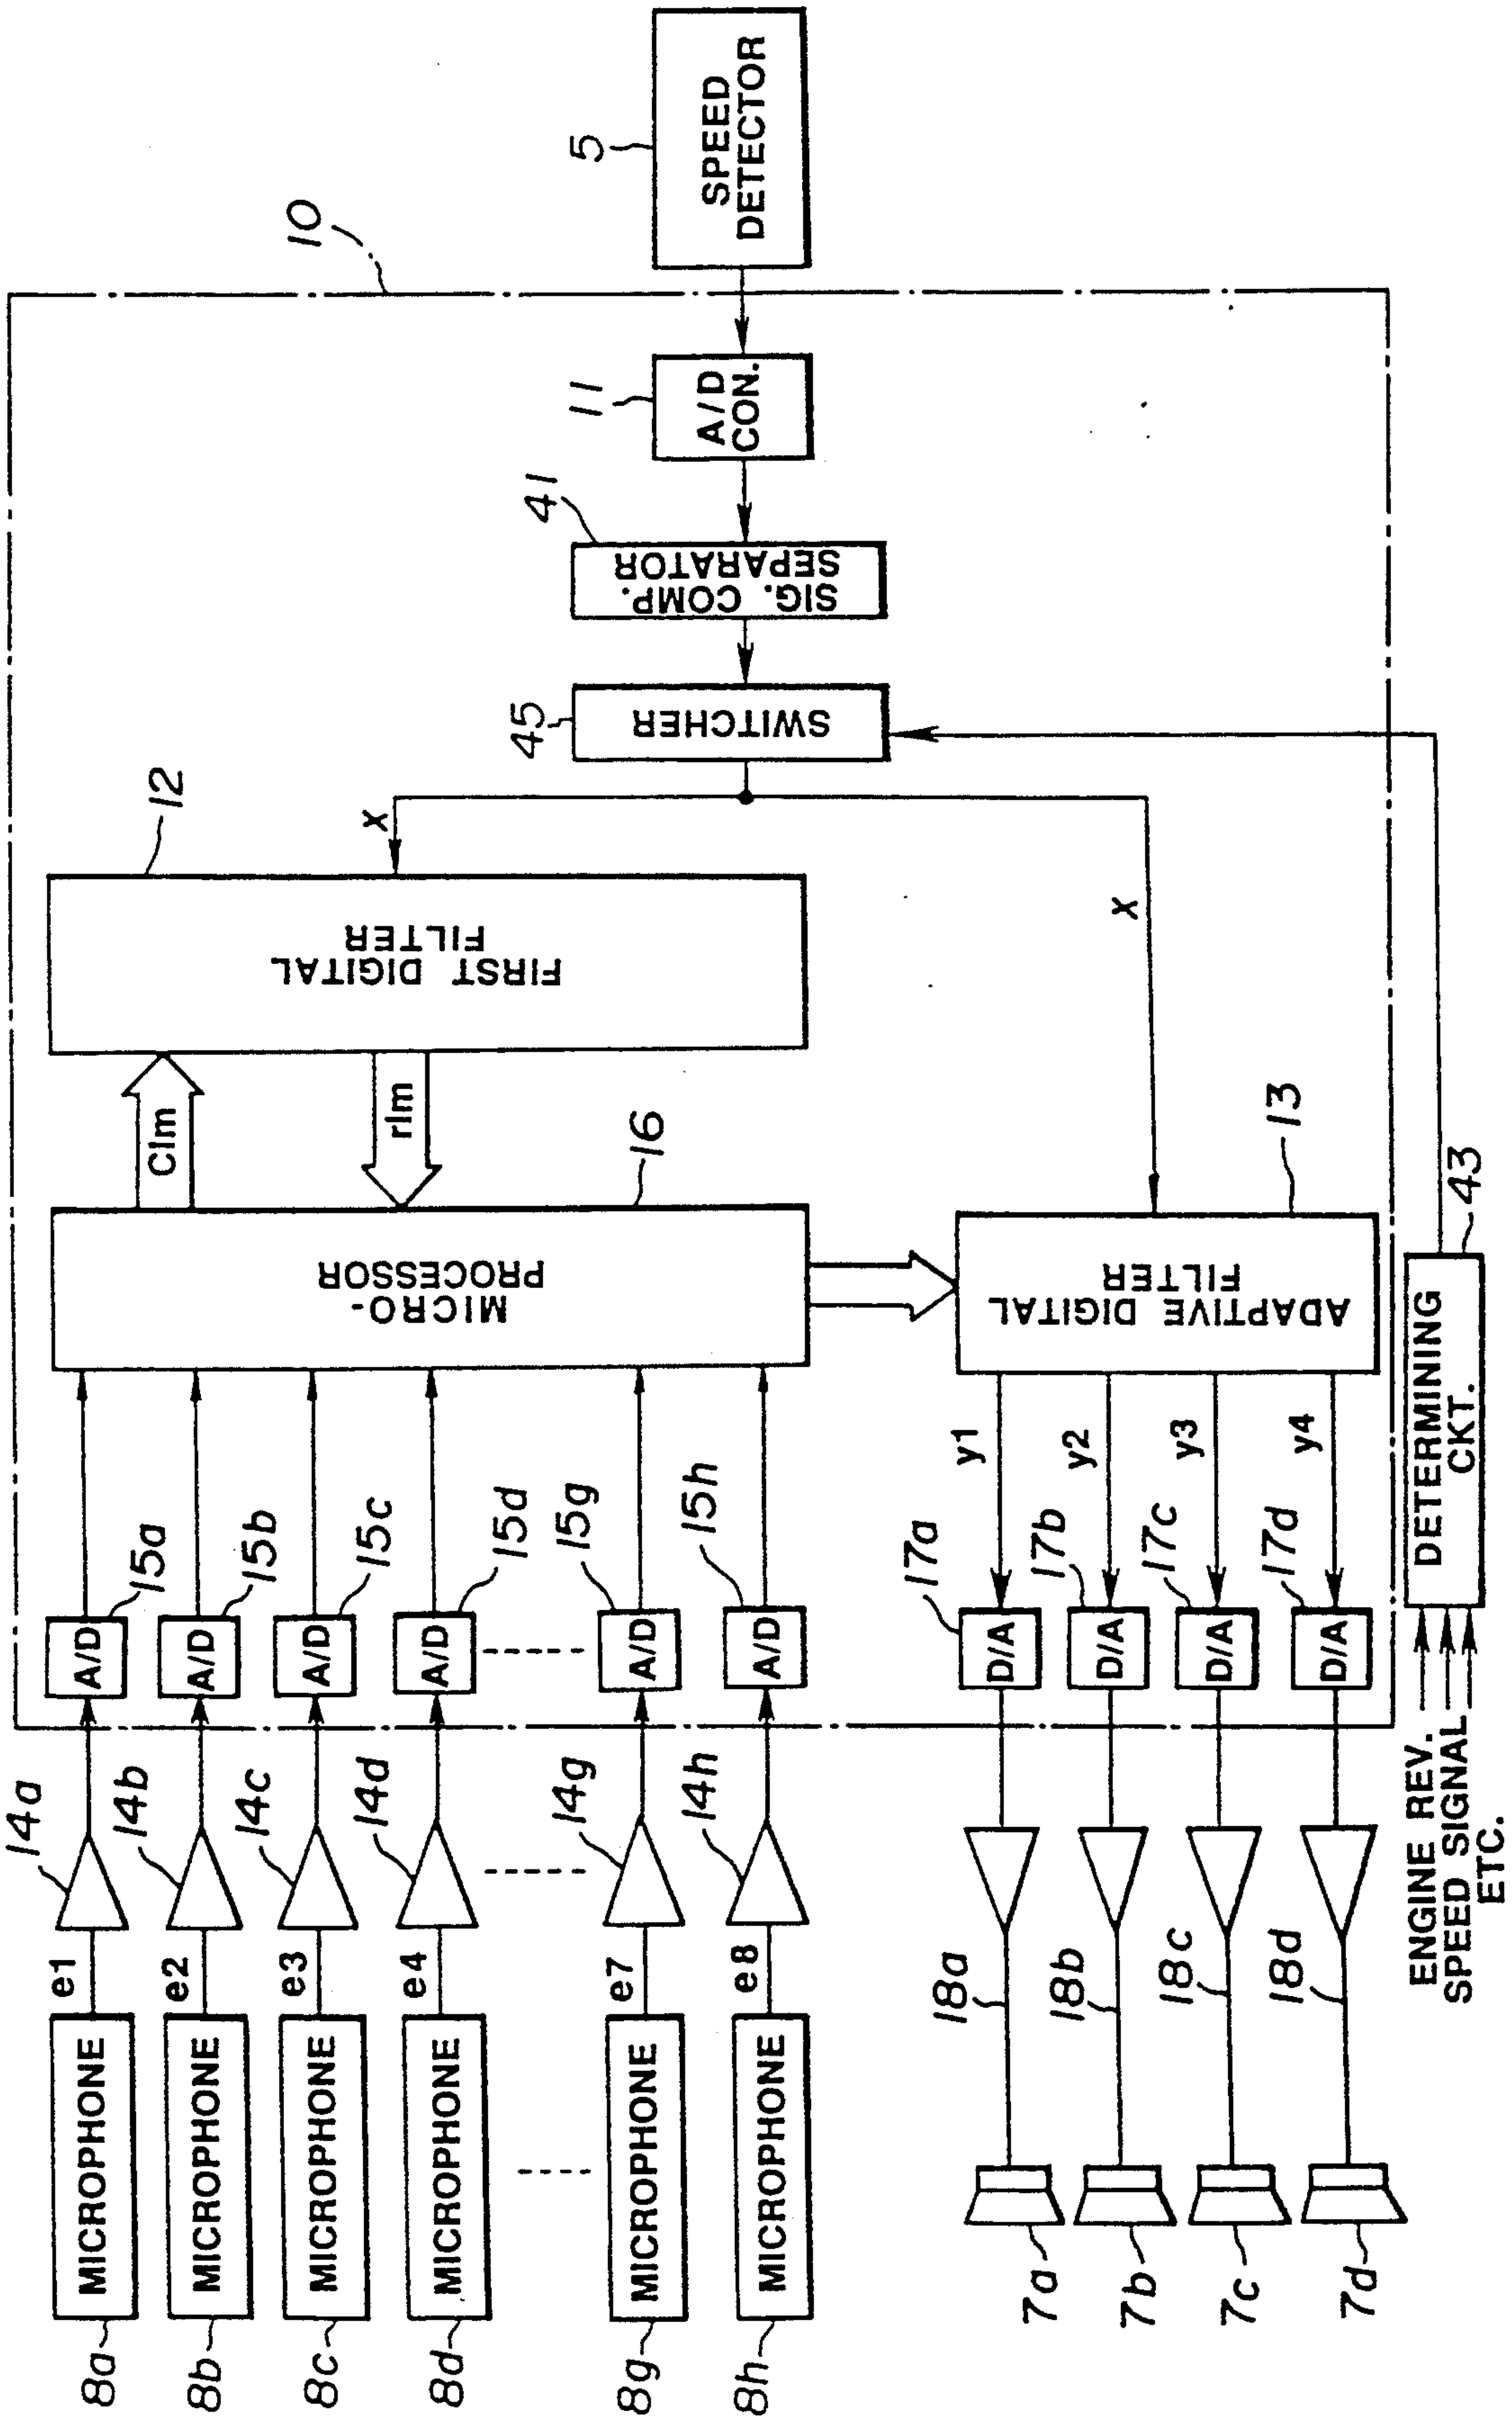 8a
MICROPHONE
e1
14a
A/D
15a
8b
MICROPHONE
e2
14b
A/D
15b
8c
MICROPHONE
e3
14c
A/D
15c
8d
MICROPHONE
e4
14d
A/D
15d
8g
MICROPHONE
e7
14g
A/D
15g
8h
MICROPHONE
e8
14h
A/D
15h
MICRO-
PROCESSOR
16
Clm
rlm
FIRST DIGITAL
FILTER
12
X
10
SWITCHER
45
SIG. COMP.
SEPARATOR
41
A/D
CON.
11
SPEED
DETECTOR
5
X
ADAPTIVE DIGITAL
FILTER
13
y1
y2
y3
y4
17a
D/A
17b
D/A
17c
D/A
17d
D/A
18a
18b
18c
18d
7a
7b
7c
7d
ENGINE REV.
SPEED SIGNAL
ETC.
DETERMINING
CKT.
43